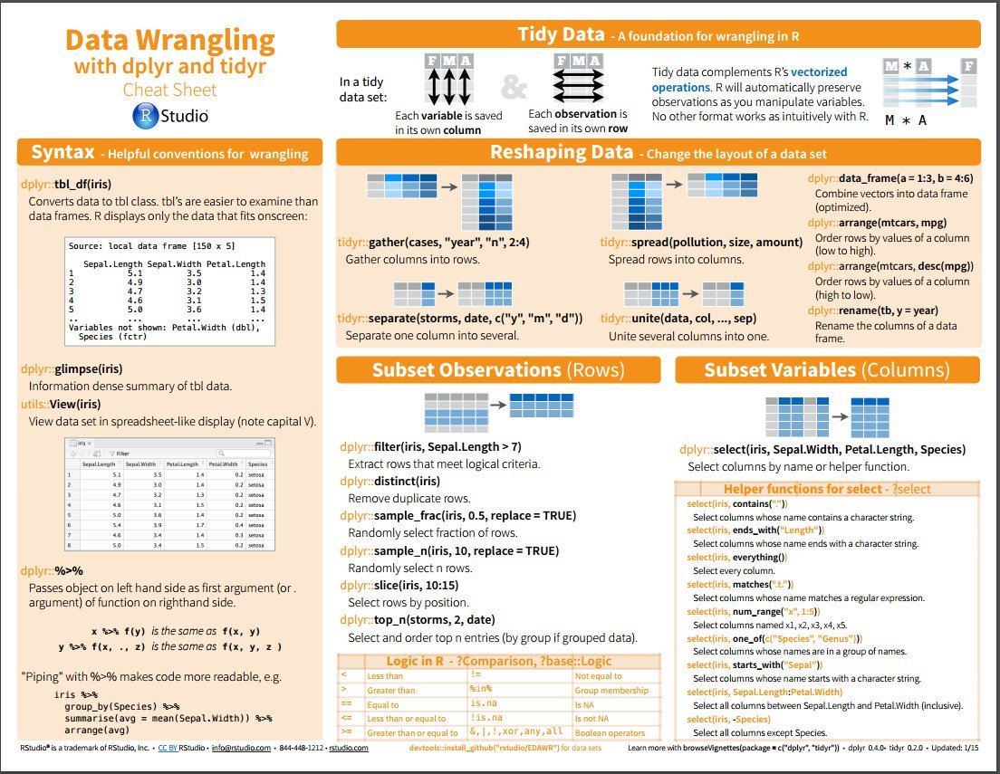 Data Wrangling
with dplyr and tidyr
Cheat Sheet
R Studio®
Syntax - Helpful conventions for wrangling
dplyr::tbl_df(iris)
Converts data to tbl class. tbl's are easier to examine than
data frames. R displays only the data that fits onscreen:
Source: local data frame [150 x 5]
Sepal.Length Sepal.Width Petal.Length
1 5.1 3.5 1.4
2 4.9 3.0 1.4
3 4.7 3.2 1.3
4 4.6 3.1 1.5
5 5.0 3.6 1.4
.. ... ... ...
Variables not shown: Petal.Width (dbl),
Species (fctr)
dplyr::glimpse(iris)
Information dense summary of tbl data.
utils::View(iris)
View data set in spreadsheet-like display (note capital V).
iris ×
Filter
Sepal.Length Sepal.Width Petal.Length Petal.Width Species
1 5.1 3.5 1.4 0.2 setosa
2 4.9 3.0 1.4 0.2 setosa
3 4.7 3.2 1.3 0.2 setosa
4 4.6 3.1 1.5 0.2 setosa
5 5.0 3.6 1.4 0.2 setosa
6 5.4 3.9 1.7 0.4 setosa
7 4.6 3.4 1.4 0.3 setosa
8 5.0 3.4 1.5 0.2 setosa
dplyr::%>%
Passes object on left hand side as first argument (or .
argument) of function on righthand side.
x %>% f(y) is the same as f(x, y)
y %>% f(x, ., z) is the same as f(x, y, z )
"Piping" with %>% makes code more readable, e.g.
iris %>%
group_by(Species) %>%
summarise(avg = mean(Sepal.Width)) %>%
arrange(avg)
Tidy Data - A foundation for wrangling in R
In a tidy
data set:
F M A
Each variable is saved
in its own column
&
F M A
Each observation is
saved in its own row
Tidy data complements R's vectorized
operations. R will automatically preserve
observations as you manipulate variables.
No other format works as intuitively with R.
M * A F
M * A
Reshaping Data - Change the layout of a data set
tidyr::gather(cases, "year", "n", 2:4)
Gather columns into rows.
tidyr::spread(pollution, size, amount)
Spread rows into columns.
tidyr::separate(storms, date, c("y", "m", "d"))
Separate one column into several.
tidyr::unite(data, col, ..., sep)
Unite several columns into one.
dplyr::data_frame(a = 1:3, b = 4:6)
Combine vectors into data frame
(optimized).
dplyr::arrange(mtcars, mpg)
Order rows by values of a column
(low to high).
dplyr::arrange(mtcars, desc(mpg))
Order rows by values of a column
(high to low).
dplyr::rename(tb, y = year)
Rename the columns of a data
frame.
Subset Observations (Rows)
dplyr::filter(iris, Sepal.Length > 7)
Extract rows that meet logical criteria.
dplyr::distinct(iris)
Remove duplicate rows.
dplyr::sample_frac(iris, 0.5, replace = TRUE)
Randomly select fraction of rows.
dplyr::sample_n(iris, 10, replace = TRUE)
Randomly select n rows.
dplyr::slice(iris, 10:15)
Select rows by position.
dplyr::top_n(storms, 2, date)
Select and order top n entries (by group if grouped data).
Logic in R - ?Comparison, ?base::Logic
< Less than != Not equal to
> Greater than %in% Group membership
== Equal to is.na Is NA
<= Less than or equal to !is.na Is not NA
>= Greater than or equal to &,|,!,xor,any,all Boolean operators
Subset Variables (Columns)
dplyr::select(iris, Sepal.Width, Petal.Length, Species)
Select columns by name or helper function.
Helper functions for select - ?select
select(iris, contains("."))
Select columns whose name contains a character string.
select(iris, ends_with("Length"))
Select columns whose name ends with a character string.
select(iris, everything())
Select every column.
select(iris, matches(".t."))
Select columns whose name matches a regular expression.
select(iris, num_range("x", 1:5))
Select columns named x1, x2, x3, x4, x5.
select(iris, one_of(c("Species", "Genus")))
Select columns whose names are in a group of names.
select(iris, starts_with("Sepal"))
Select columns whose name starts with a character string.
select(iris, Sepal.Length:Petal.Width)
Select all columns between Sepal.Length and Petal.Width (inclusive).
select(iris, -Species)
Select all columns except Species.
RStudio® is a trademark of RStudio, Inc. • CC BY RStudio • info@rstudio.com • 844-448-1212 • rstudio.com
devtools::install_github("rstudio/EDAWR") for data sets
Learn more with browseVignettes(package = c("dplyr", "tidyr")) • dplyr 0.4.0• tidyr 0.2.0 • Updated: 1/15